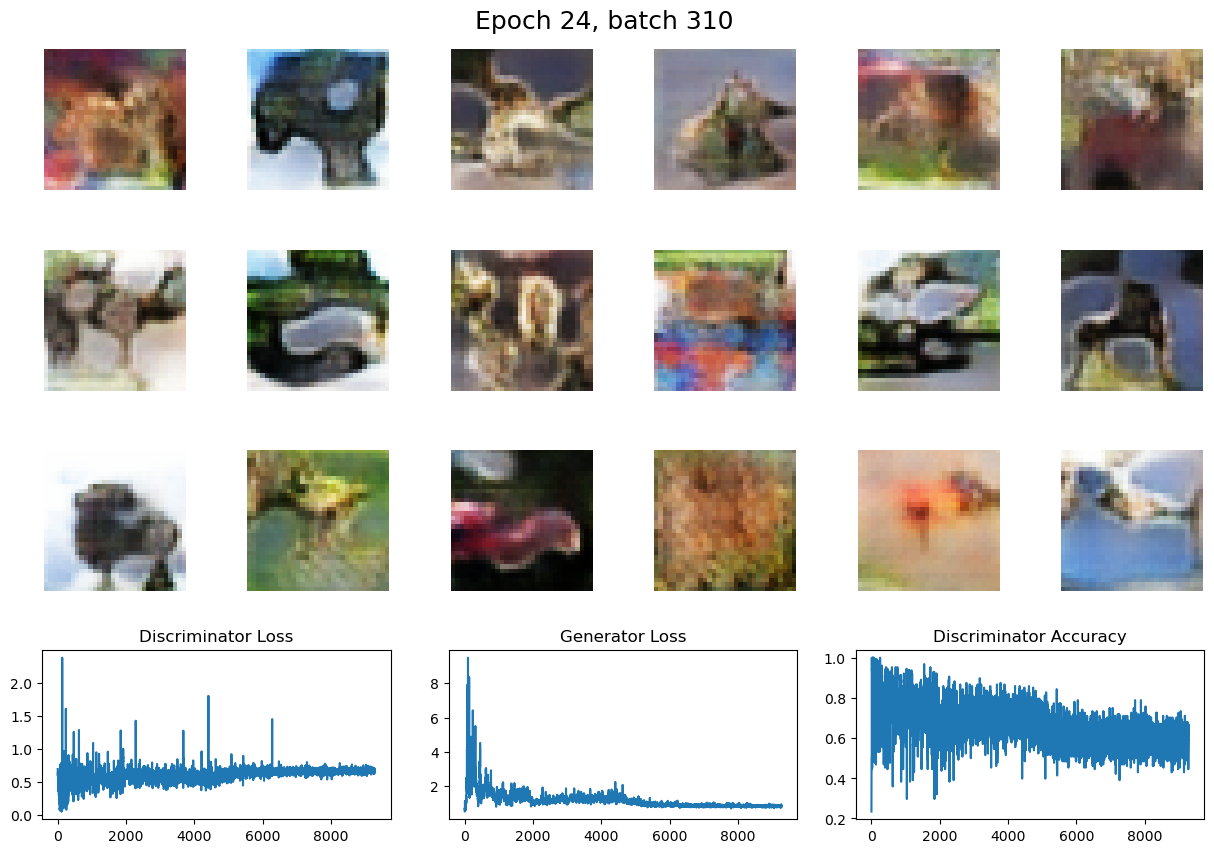 Epoch 24, batch 310
Discriminator Loss
Generator Loss
Discriminator Accuracy
2.0
1.5
1.0
0.5
0.0
0 2000 4000 6000 8000
8
6
4
2
0 2000 4000 6000 8000
1.0
0.8
0.6
0.4
0.2
0 2000 4000 6000 8000